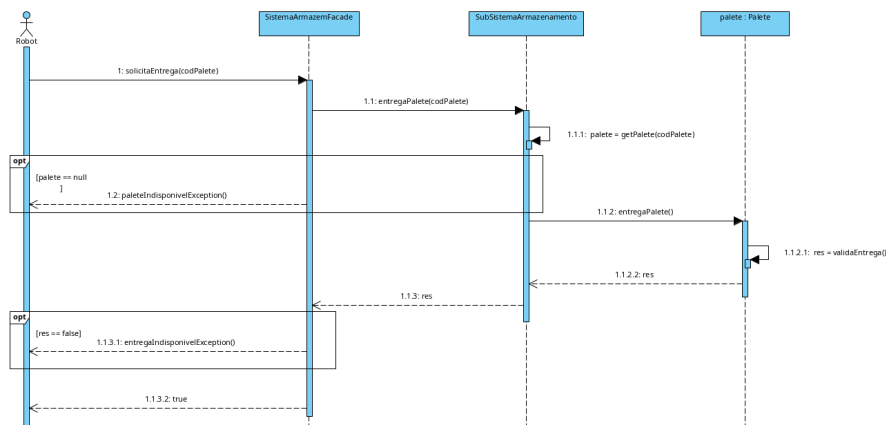 Robot
SistemaArmazemFacade
SubSistemaArmazenamento
palete : Palete
1: solicitaEntrega(codPalete)
1.1: entregaPalete(codPalete)
1.1.1:  palete = getPalete(codPalete)
opt
[palete == null
]
1.2: paleteIndisponivelException()
1.1.2: entregaPalete()
1.1.2.1:  res = validaEntrega()
1.1.2.2: res
1.1.3: res
opt
[res == false]
1.1.3.1: entregaIndisponivelException()
1.1.3.2: true